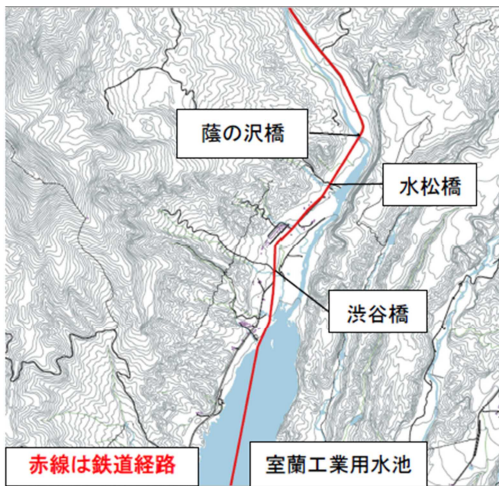 蔭の沢橋
水松橋
渋谷橋
赤線は鉄道経路
室蘭工業用水池